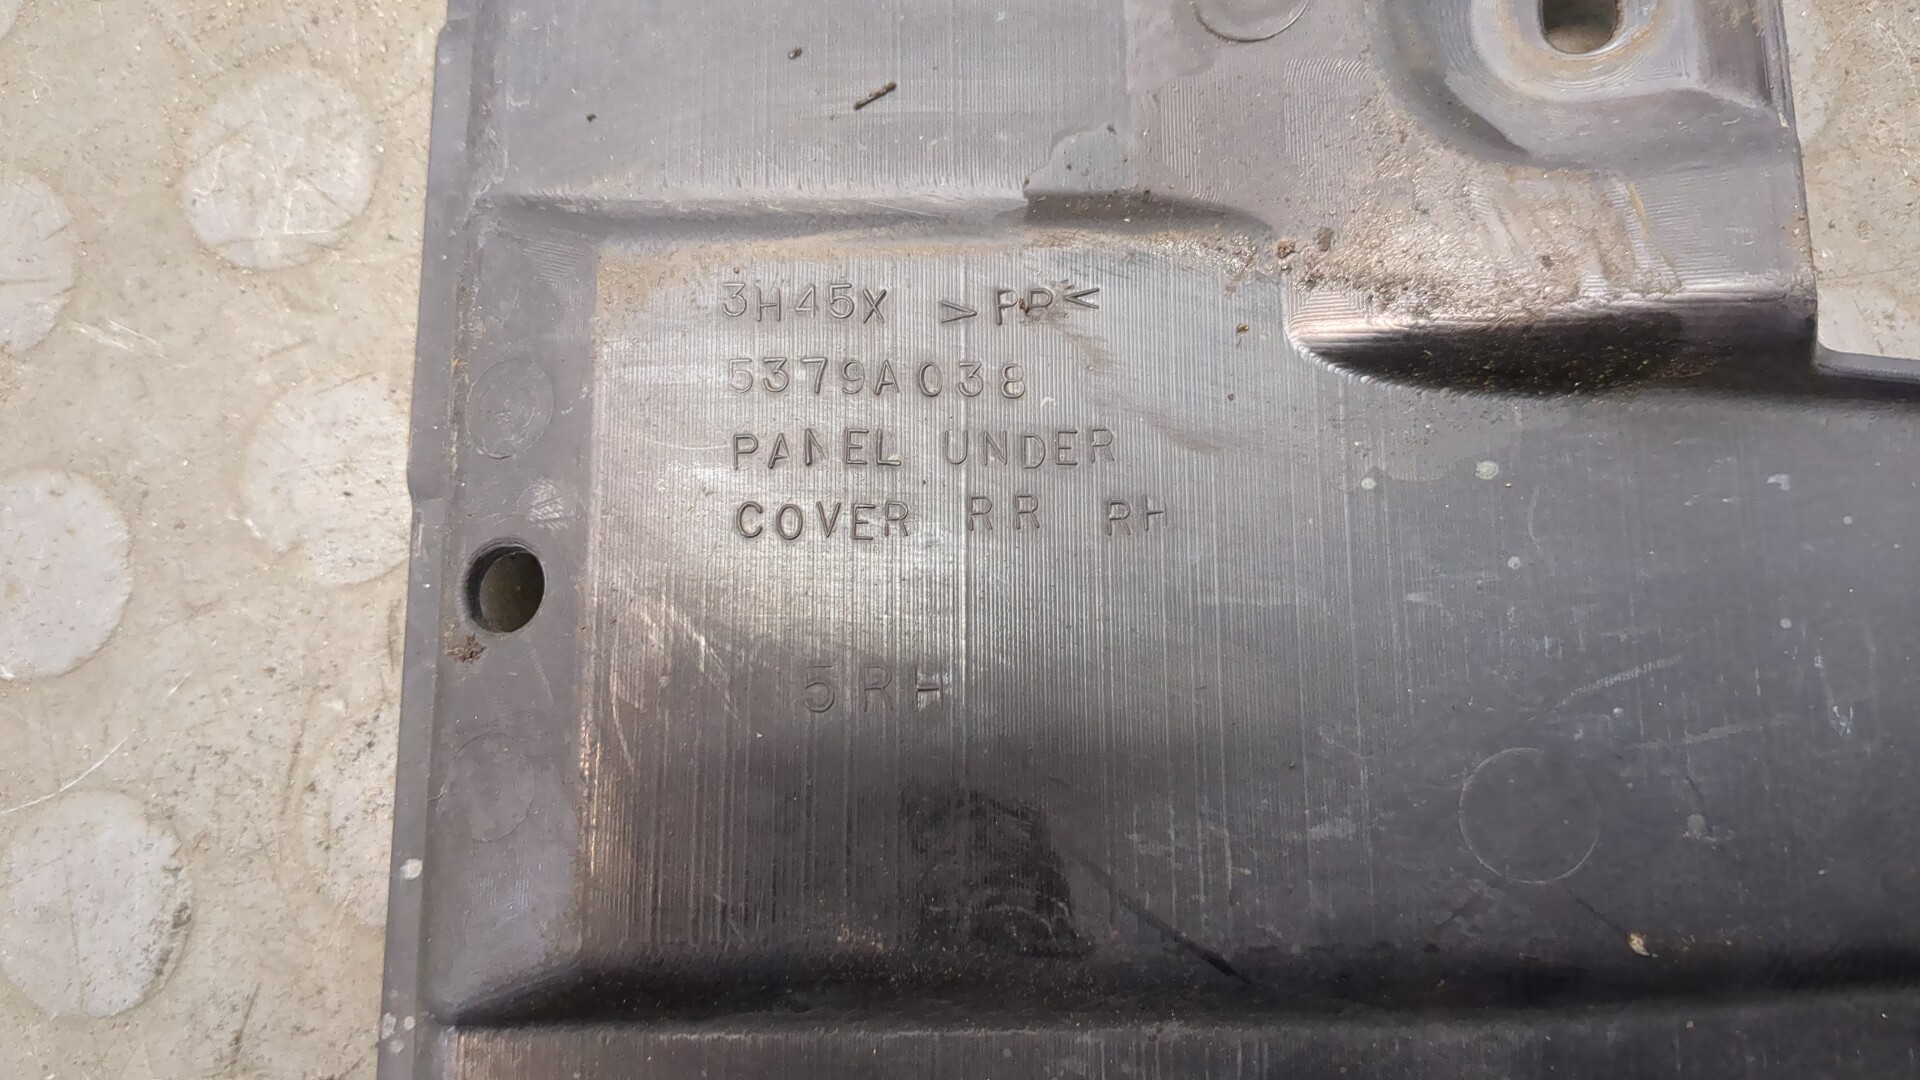 3H45X >PP<
5379A038
PANEL UNDER
COVER RR RH
5RH